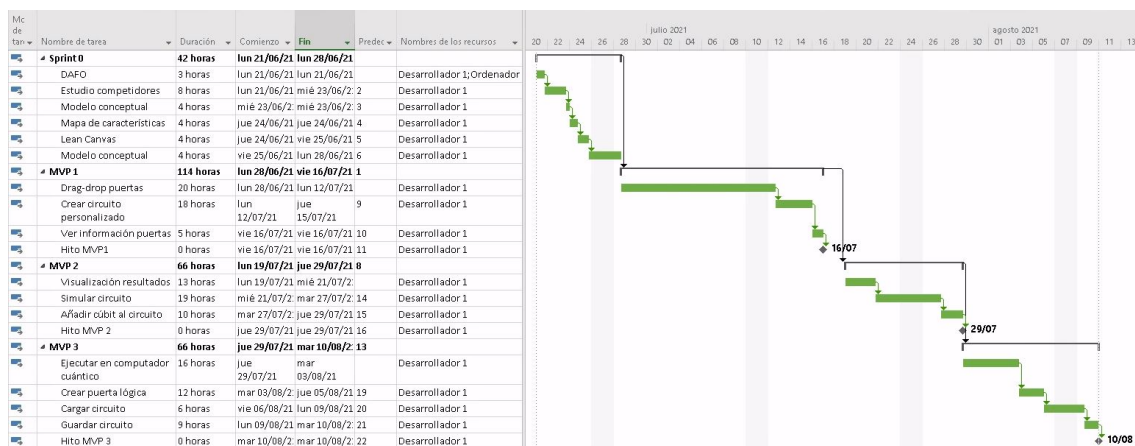 Mc
de
tar
Nombre de tarea Duración Comienzo Fin Predec Nombres de los recursos
julio 2021 agosto 2021
20 22 24 26 28 30 02 04 06 08 10 12 14 16 18 20 22 24 26 28 30 01 03 05 07 09 11 13
Sprint 0 42 horas lun 21/06/21 lun 28/06/21
DAFO 3 horas lun 21/06/21 lun 21/06/21 Desarrollador 1;Ordenador
Estudio competidores 8 horas lun 21/06/21 mié 23/06/2 2 Desarrollador 1
Modelo conceptual 4 horas mié 23/06/2 mié 23/06/2 3 Desarrollador 1
Mapa de características 4 horas jue 24/06/21 jue 24/06/21 4 Desarrollador 1
Lean Canvas 4 horas jue 24/06/21 vie 25/06/21 5 Desarrollador 1
Modelo conceptual 4 horas vie 25/06/21 lun 28/06/21 6 Desarrollador 1
MVP 1 114 horas lun 28/06/21 vie 16/07/21 1
Drag-drop puertas 20 horas lun 28/06/21 lun 12/07/21 Desarrollador 1
Crear circuito 18 horas lun jue 9 Desarrollador 1
personalizado 12/07/21 15/07/21
Ver información puertas 5 horas vie 16/07/21 vie 16/07/21 10 Desarrollador 1
Hito MVP1 0 horas vie 16/07/21 vie 16/07/21 11 Desarrollador 1 16/07
MVP 2 66 horas lun 19/07/21 jue 29/07/21 8
Visualización resultados 13 horas lun 19/07/21 mié 21/07/2 Desarrollador 1
Simular circuito 19 horas mié 21/07/2 mar 27/07/2 14 Desarrollador 1
Añadir cúbit al circuito 10 horas mar 27/07/2 jue 29/07/21 15 Desarrollador 1
Hito MVP 2 0 horas jue 29/07/21 jue 29/07/21 16 Desarrollador 1 29/07
MVP 3 66 horas jue 29/07/21 mar 10/08/2 13
Ejecutar en computador 16 horas jue mar Desarrollador 1
cuántico 29/07/21 03/08/21
Crear puerta lógica 12 horas mar 03/08/2 jue 05/08/21 19 Desarrollador 1
Cargar circuito 6 horas vie 06/08/21 lun 09/08/21 20 Desarrollador 1
Guardar circuito 9 horas lun 09/08/21 mar 10/08/2 21 Desarrollador 1
Hito MVP 3 0 horas mar 10/08/2 mar 10/08/2 22 Desarrollador 1 10/08